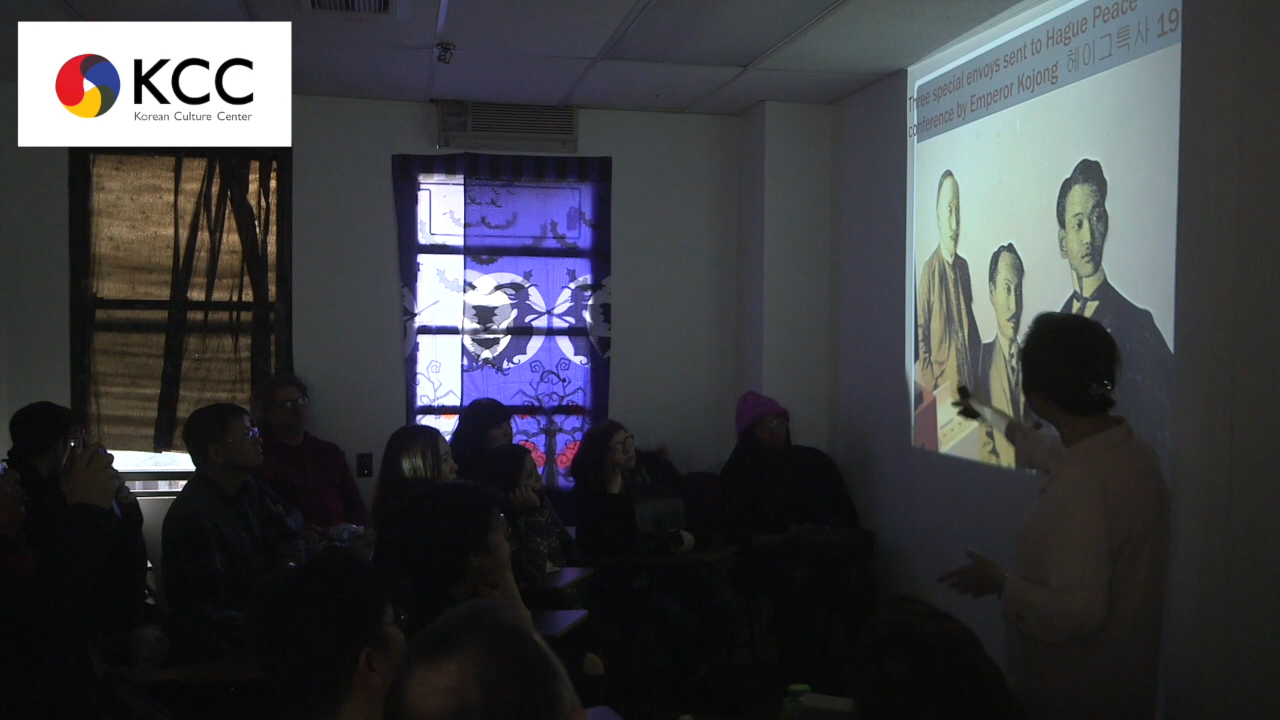 KCC
Korean Culture Center
Three special envoys sent to Hague Peace
conference by Emperor Kojong 헤이그특사 19